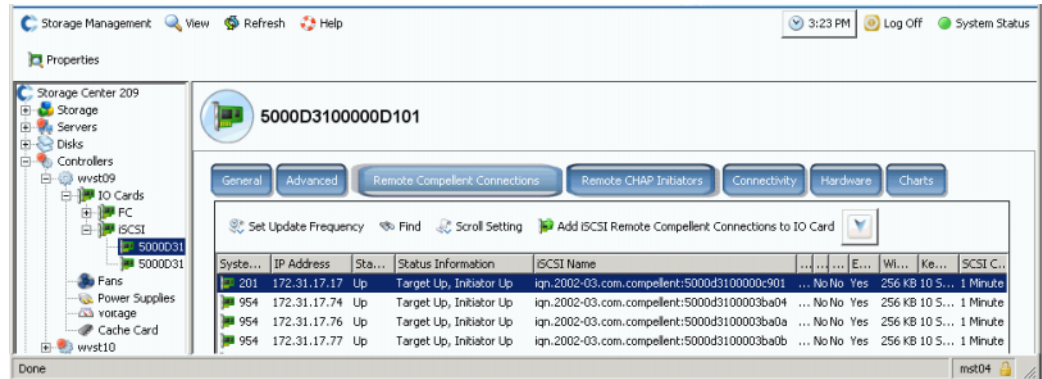 Storage Management View Refresh Help 3:23 PM Log Off System Status
Properties
Storage Center 209
Storage
Servers
Disks
Controllers
wvst09
IO Cards
FC
iSCSI
5000D31
5000D31
Fans
Power Supplies
Voltage
Cache Card
wvst10
5000D3100000D101
General Advanced Remote Compellent Connections Remote CHAP Initiators Connectivity Hardware Charts
Set Update Frequency Find Scroll Setting Add iSCSI Remote Compellent Connections to IO Card
Syste... IP Address Sta... Status Information iSCSI Name ... ... ... E... Wi... Ke... SCSI C..
201 172.31.17.17 Up Target Up, Initiator Up iqn.2002-03.com.compellent:5000d3100000c901 ... No No Yes 256 KB 10 S... 1 Minute
954 172.31.17.74 Up Target Up, Initiator Up iqn.2002-03.com.compellent:5000d3100003ba04 ... No No Yes 256 KB 10 S... 1 Minute
954 172.31.17.76 Up Target Up, Initiator Up iqn.2002-03.com.compellent:5000d3100003ba0a ... No No Yes 256 KB 10 S... 1 Minute
954 172.31.17.77 Up Target Up, Initiator Up iqn.2002-03.com.compellent:5000d3100003ba0b ... No No Yes 256 KB 10 S... 1 Minute
Done mst04